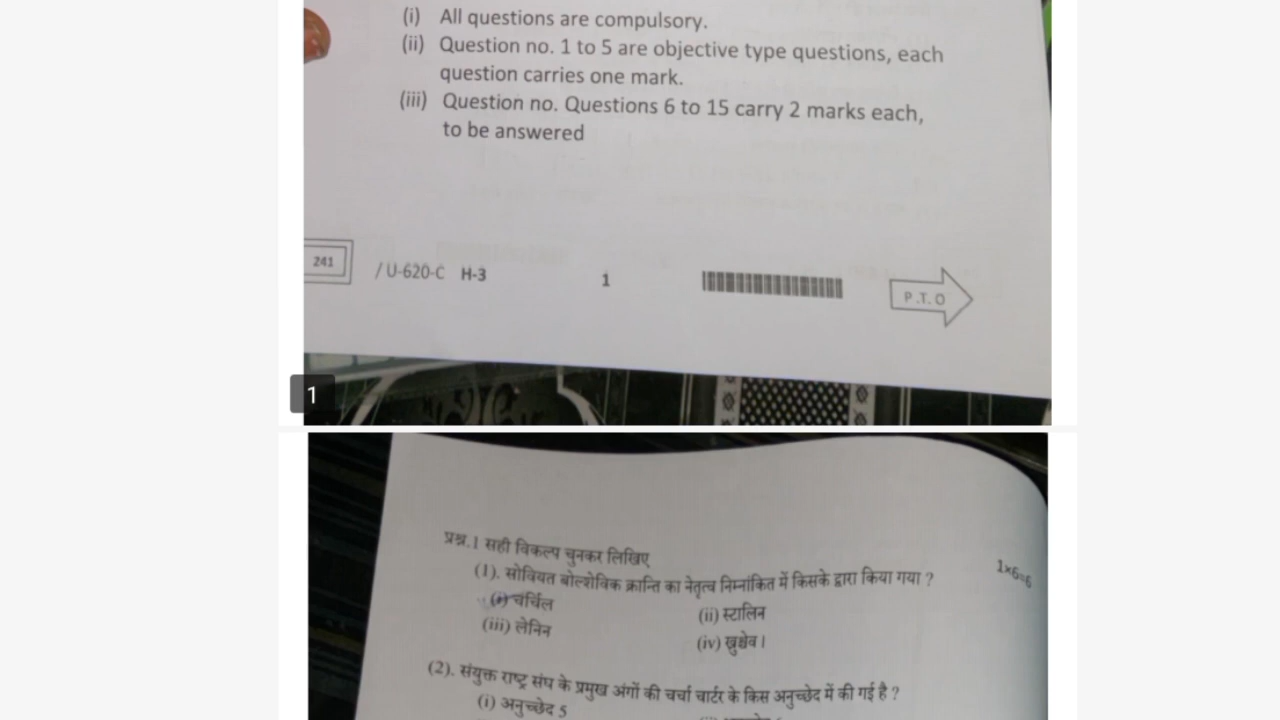 (i) All questions are compulsory.
(ii) Question no. 1 to 5 are objective type questions, each
question carries one mark.
(iii) Question no. Questions 6 to 15 carry 2 marks each,
to be answered
241 / U-620-C H-3 1 P.T.O
1
प्रश्न.1 सही विकल्प चुनकर लिखिए 1×6=6
(1). सोवियत बोल्शेविक क्रान्ति का नेतृत्व निम्नांकित में किसके द्वारा किया गया ?
(i) चर्चिल (ii) स्टालिन
(iii) लेनिन (iv) ख्रुश्चेव।
(2). संयुक्त राष्ट्र संघ के प्रमुख अंगों की चर्चा चार्टर के किस अनुच्छेद में की गई है ?
(i) अनुच्छेद 5